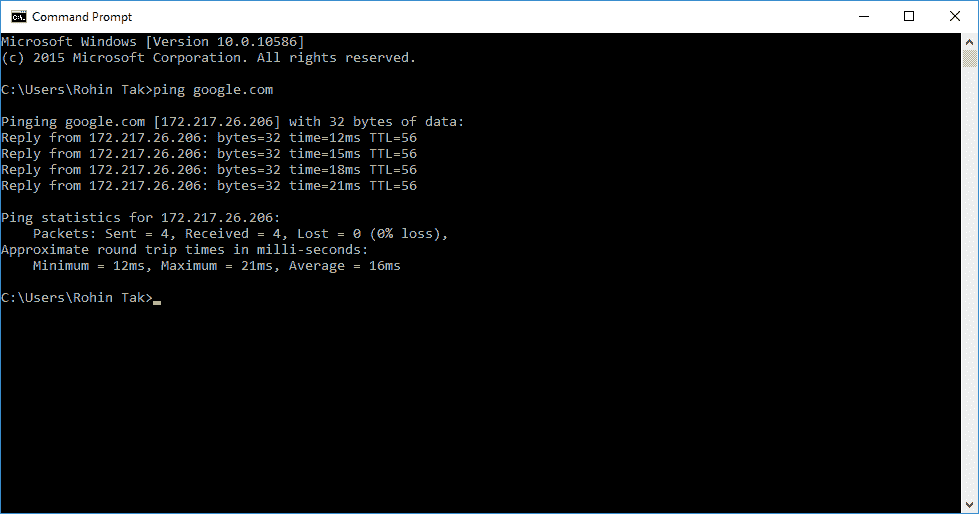 Command Prompt
Microsoft Windows [Version 10.0.10586]
(c) 2015 Microsoft Corporation. All rights reserved.
C:\Users\Rohin Tak>ping google.com
Pinging google.com [172.217.26.206] with 32 bytes of data:
Reply from 172.217.26.206: bytes=32 time=12ms TTL=56
Reply from 172.217.26.206: bytes=32 time=15ms TTL=56
Reply from 172.217.26.206: bytes=32 time=18ms TTL=56
Reply from 172.217.26.206: bytes=32 time=21ms TTL=56
Ping statistics for 172.217.26.206:
    Packets: Sent = 4, Received = 4, Lost = 0 (0% loss),
Approximate round trip times in milli-seconds:
    Minimum = 12ms, Maximum = 21ms, Average = 16ms
C:\Users\Rohin Tak>